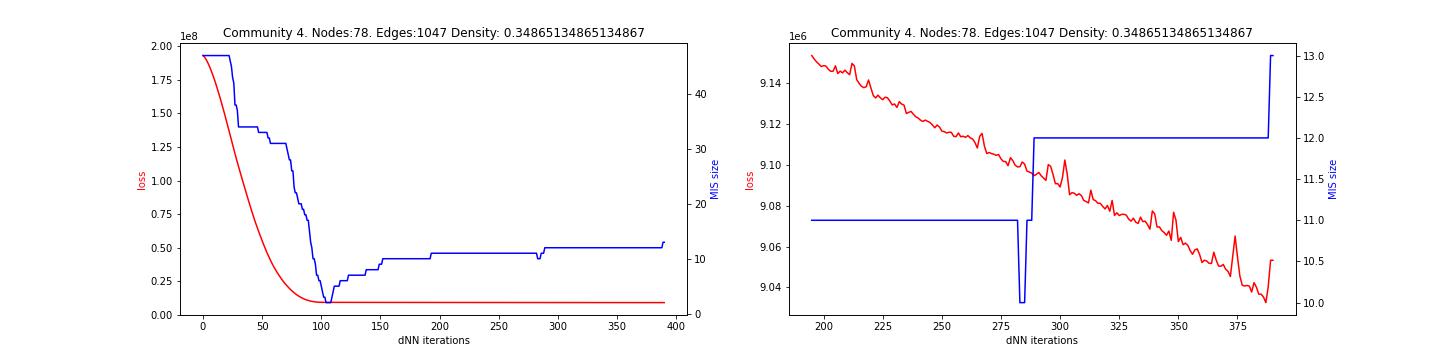 Community 4. Nodes:78. Edges:1047 Density: 0.34865134865134867
1e8
2.00
1.75
1.50
1.25
1.00
0.75
0.50
0.25
0.00
loss
40
30
20
10
0
MIS size
0 50 100 150 200 250 300 350 400
dNN iterations
Community 4. Nodes:78. Edges:1047 Density: 0.34865134865134867
1e6
9.14
9.12
9.10
9.08
9.06
9.04
loss
13.0
12.5
12.0
11.5
11.0
10.5
10.0
MIS size
200 225 250 275 300 325 350 375
dNN iterations